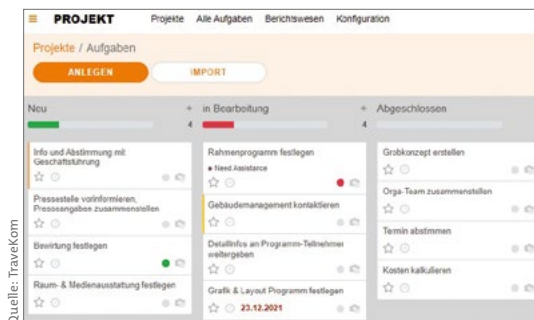 PROJEKT
Projekte Alle Aufgaben Berichtswesen Konfiguration
Projekte / Aufgaben
ANLEGEN IMPORT
Neu + in Bearbeitung + Abgeschlossen
4 4
Info und Abstimmung mit
Geschäftsführung
Pressestelle vorinformieren,
Presseangaben zusammenstellen
Bewirtung festlegen
Raum- & Medienausstattung festlegen
Rahmenprogramm festlegen
Need Assistance
Gebäudemanagement kontaktieren
Detailinfos an Programm-Teilnehmer
weitergeben
Grafik & Layout Programm festlegen
23.12.2021
Grobkonzept erstellen
Orga-Team zusammenstellen
Termin abstimmen
Kosten kalkulieren
Quelle: TraveKom